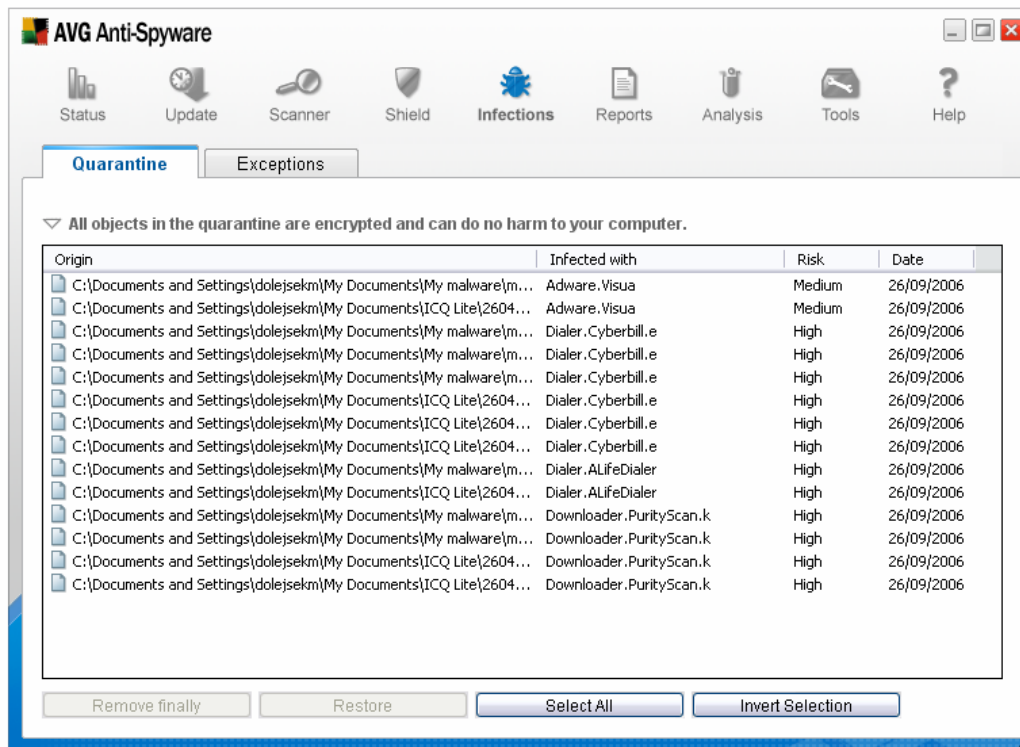 AVG Anti-Spyware
Status Update Scanner Shield Infections Reports Analysis Tools Help
Quarantine Exceptions
All objects in the quarantine are encrypted and can do no harm to your computer.
Origin Infected with Risk Date
C:\Documents and Settings\dolejsekm\My Documents\My malware\m... Adware.Visua Medium 26/09/2006
C:\Documents and Settings\dolejsekm\My Documents\ICQ Lite\2604... Adware.Visua Medium 26/09/2006
C:\Documents and Settings\dolejsekm\My Documents\My malware\m... Dialer.Cyberbill.e High 26/09/2006
C:\Documents and Settings\dolejsekm\My Documents\My malware\m... Dialer.Cyberbill.e High 26/09/2006
C:\Documents and Settings\dolejsekm\My Documents\My malware\m... Dialer.Cyberbill.e High 26/09/2006
C:\Documents and Settings\dolejsekm\My Documents\ICQ Lite\2604... Dialer.Cyberbill.e High 26/09/2006
C:\Documents and Settings\dolejsekm\My Documents\ICQ Lite\2604... Dialer.Cyberbill.e High 26/09/2006
C:\Documents and Settings\dolejsekm\My Documents\ICQ Lite\2604... Dialer.Cyberbill.e High 26/09/2006
C:\Documents and Settings\dolejsekm\My Documents\My malware\m... Dialer.ALifeDialer High 26/09/2006
C:\Documents and Settings\dolejsekm\My Documents\ICQ Lite\2604... Dialer.ALifeDialer High 26/09/2006
C:\Documents and Settings\dolejsekm\My Documents\My malware\m... Downloader.PurityScan.k High 26/09/2006
C:\Documents and Settings\dolejsekm\My Documents\My malware\m... Downloader.PurityScan.k High 26/09/2006
C:\Documents and Settings\dolejsekm\My Documents\ICQ Lite\2604... Downloader.PurityScan.k High 26/09/2006
C:\Documents and Settings\dolejsekm\My Documents\ICQ Lite\2604... Downloader.PurityScan.k High 26/09/2006
Remove finally Restore Select All Invert Selection